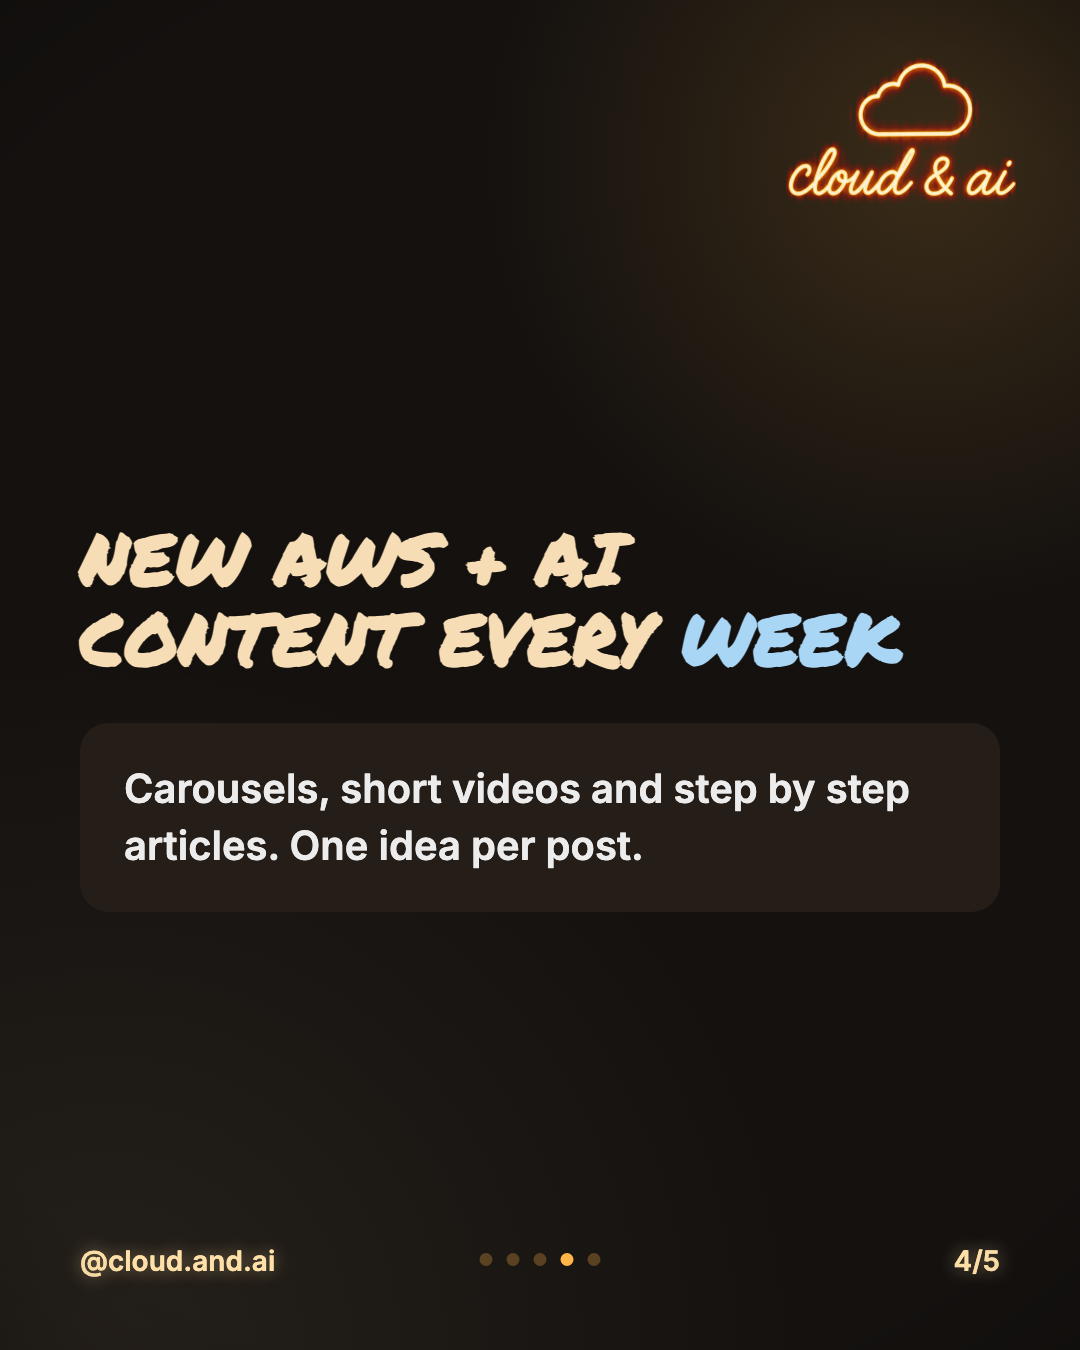 cloud & ai
NEW AWS + AI
CONTENT EVERY WEEK
Carousels, short videos and step by step
articles. One idea per post.
@cloud.and.ai
4/5